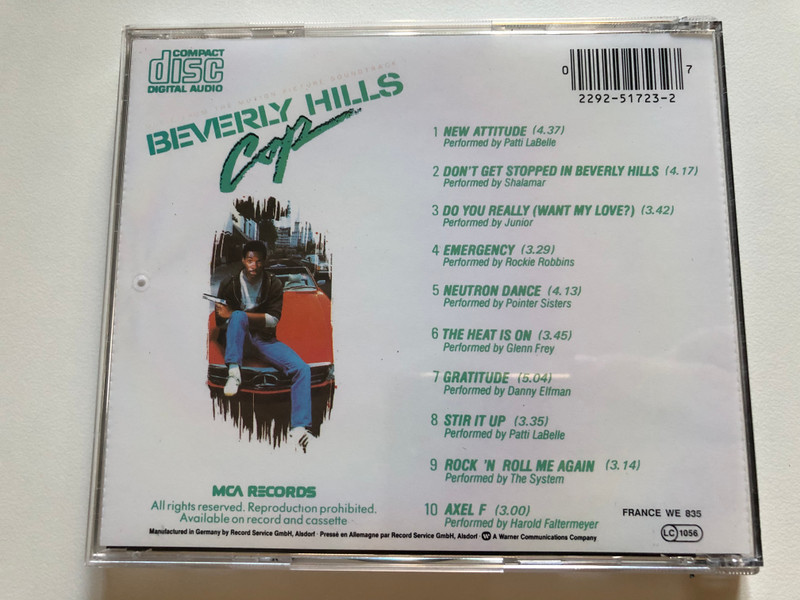 COMPACT
disc
DIGITAL AUDIO
THE MOTION PICTURE SOUNDTRACK
BEVERLY HILLS
Cop
0 7
2292-51723-2
1 NEW ATTITUDE (4.37)
Performed by Patti LaBelle
2 DON'T GET STOPPED IN BEVERLY HILLS (4.17)
Performed by Shalamar
3 DO YOU REALLY (WANT MY LOVE?) (3.42)
Performed by Junior
4 EMERGENCY (3.29)
Performed by Rockie Robbins
5 NEUTRON DANCE (4.13)
Performed by Pointer Sisters
6 THE HEAT IS ON (3.45)
Performed by Glenn Frey
7 GRATITUDE (5.04)
Performed by Danny Elfman
8 STIR IT UP (3.35)
Performed by Patti LaBelle
9 ROCK 'N ROLL ME AGAIN (3.14)
Performed by The System
10 AXEL F (3.00)
Performed by Harold Faltermeyer
MCA RECORDS
All rights reserved. Reproduction prohibited.
Available on record and cassette
FRANCE WE 835
LC 1056
Manufactured in Germany by Record Service GmbH, Alsdorf · Pressé en Allemagne par Record Service GmbH, Alsdorf · A Warner Communications Company